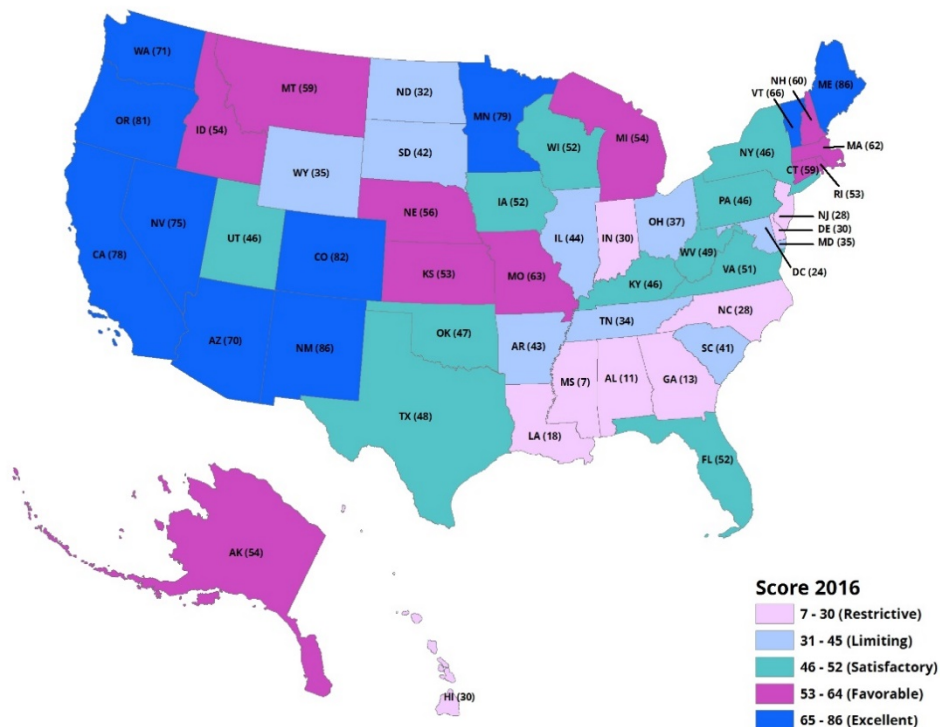 WA (71)
MT (59)
ND (32)
MN (79)
ME (86)
NH (60)
VT (66)
OR (81)
ID (54)
SD (42)
WI (52)
MI (54)
NY (46)
MA (62)
CT (59)
RI (53)
WY (35)
NE (56)
IA (52)
PA (46)
NJ (28)
DE (30)
MD (35)
DC (24)
NV (75)
UT (46)
CO (82)
IL (44)
IN (30)
OH (37)
WV (49)
VA (51)
CA (78)
KS (53)
MO (63)
KY (46)
NC (28)
TN (34)
AZ (70)
NM (86)
OK (47)
AR (43)
SC (41)
MS (7)
AL (11)
GA (13)
TX (48)
LA (18)
FL (52)
AK (54)
HI (30)
Score 2016
7 - 30 (Restrictive)
31 - 45 (Limiting)
46 - 52 (Satisfactory)
53 - 64 (Favorable)
65 - 86 (Excellent)